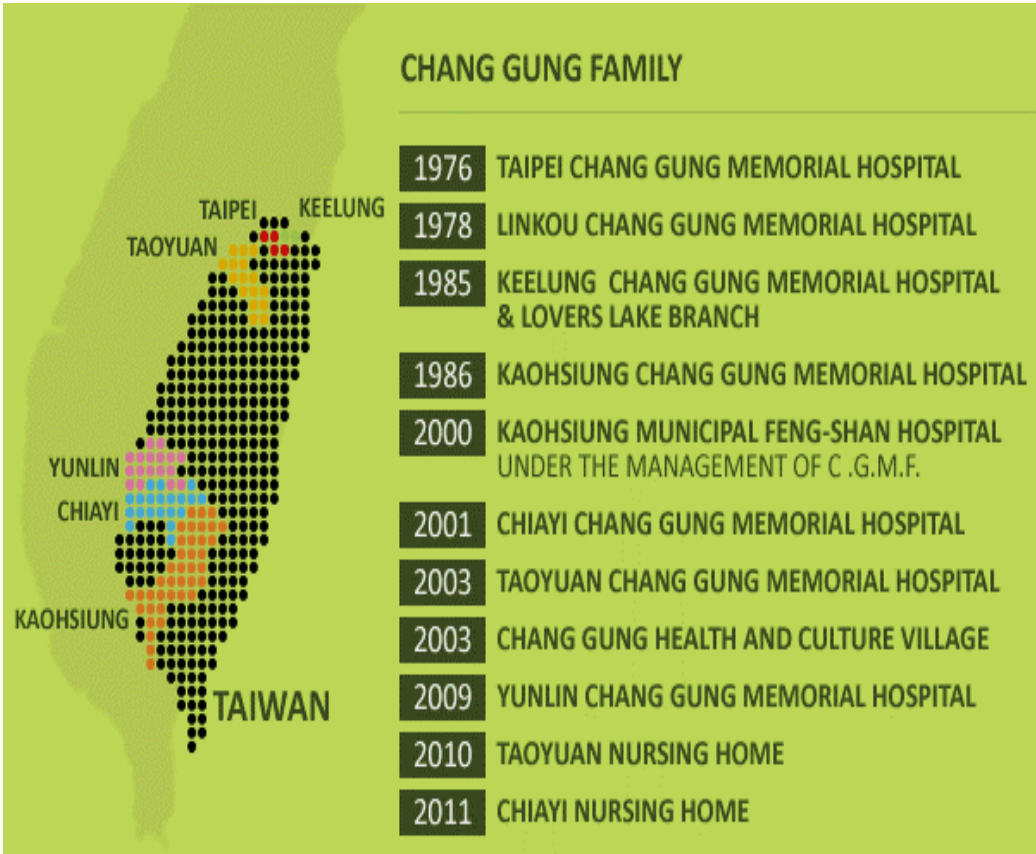 CHANG GUNG FAMILY
TAIPEI
KEELUNG
TAOYUAN
YUNLIN
CHIAYI
KAOHSIUNG
TAIWAN
1976 TAIPEI CHANG GUNG MEMORIAL HOSPITAL
1978 LINKOU CHANG GUNG MEMORIAL HOSPITAL
1985 KEELUNG CHANG GUNG MEMORIAL HOSPITAL
& LOVERS LAKE BRANCH
1986 KAOHSIUNG CHANG GUNG MEMORIAL HOSPITAL
2000 KAOHSIUNG MUNICIPAL FENG-SHAN HOSPITAL
UNDER THE MANAGEMENT OF C .G.M.F.
2001 CHIAYI CHANG GUNG MEMORIAL HOSPITAL
2003 TAOYUAN CHANG GUNG MEMORIAL HOSPITAL
2003 CHANG GUNG HEALTH AND CULTURE VILLAGE
2009 YUNLIN CHANG GUNG MEMORIAL HOSPITAL
2010 TAOYUAN NURSING HOME
2011 CHIAYI NURSING HOME